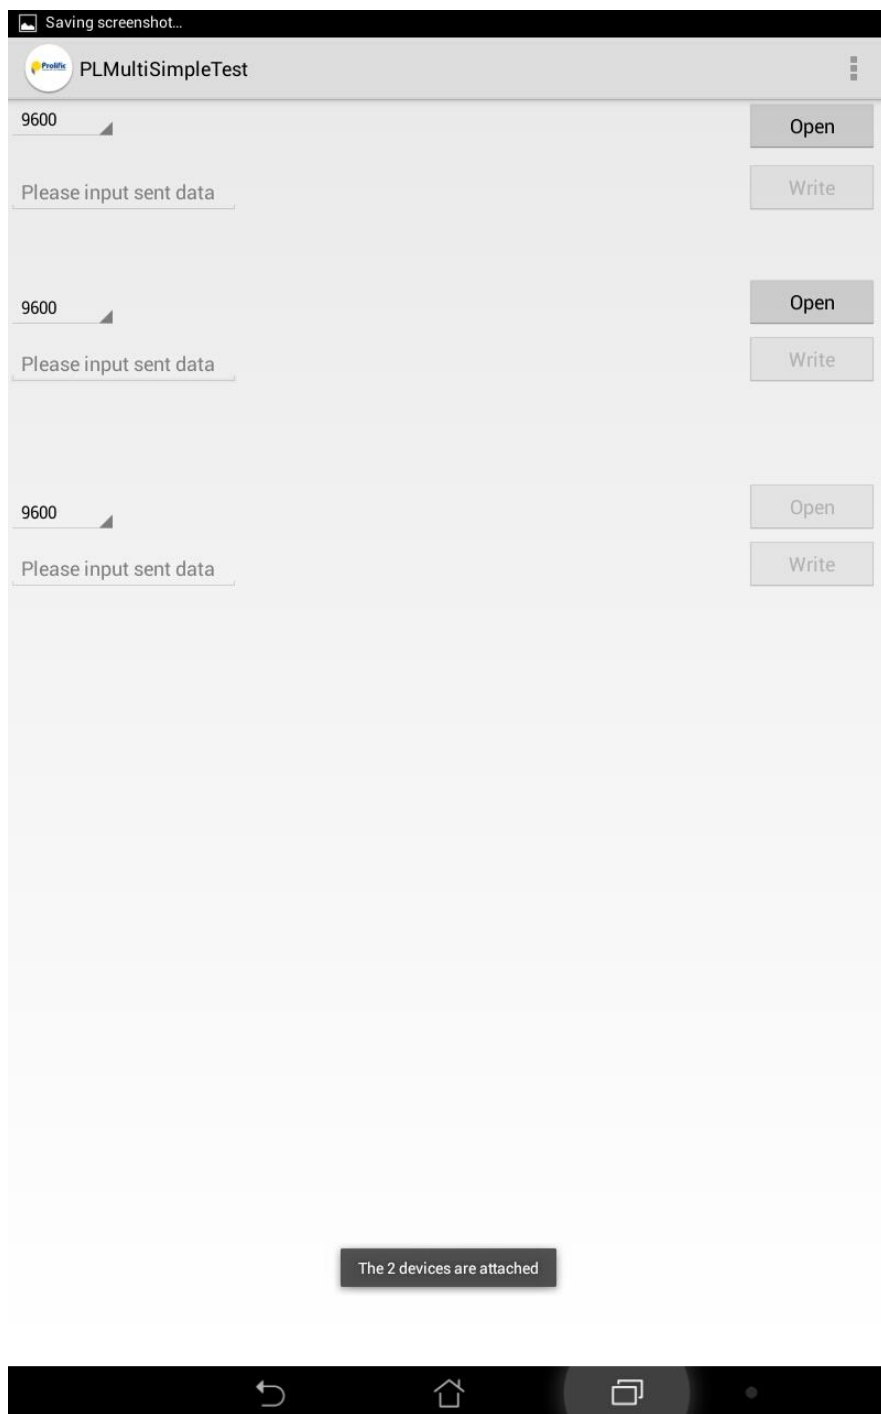 Saving screenshot...
Prolific PLMultiSimpleTest
9600
Open
Please input sent data
Write
9600
Open
Please input sent data
Write
9600
Open
Please input sent data
Write
The 2 devices are attached